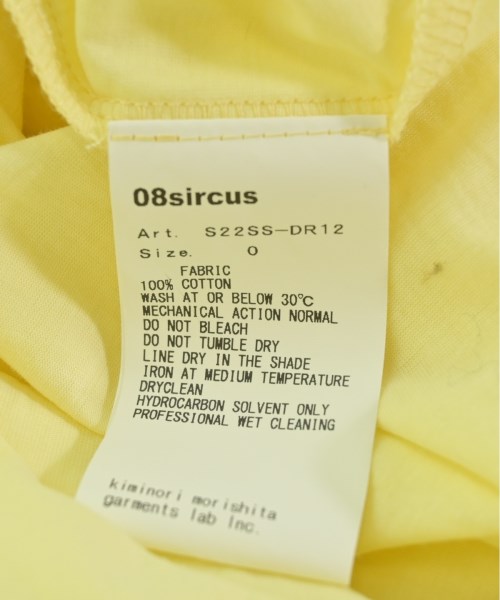 08sircus
Art. S22SS-DR12
Size. 0
FABRIC
100% COTTON
WASH AT OR BELOW 30℃
MECHANICAL ACTION NORMAL
DO NOT BLEACH
DO NOT TUMBLE DRY
LINE DRY IN THE SHADE
IRON AT MEDIUM TEMPERATURE
DRYCLEAN
HYDROCARBON SOLVENT ONLY
PROFESSIONAL WET CLEANING
kiminori morishita
garments lab Inc.